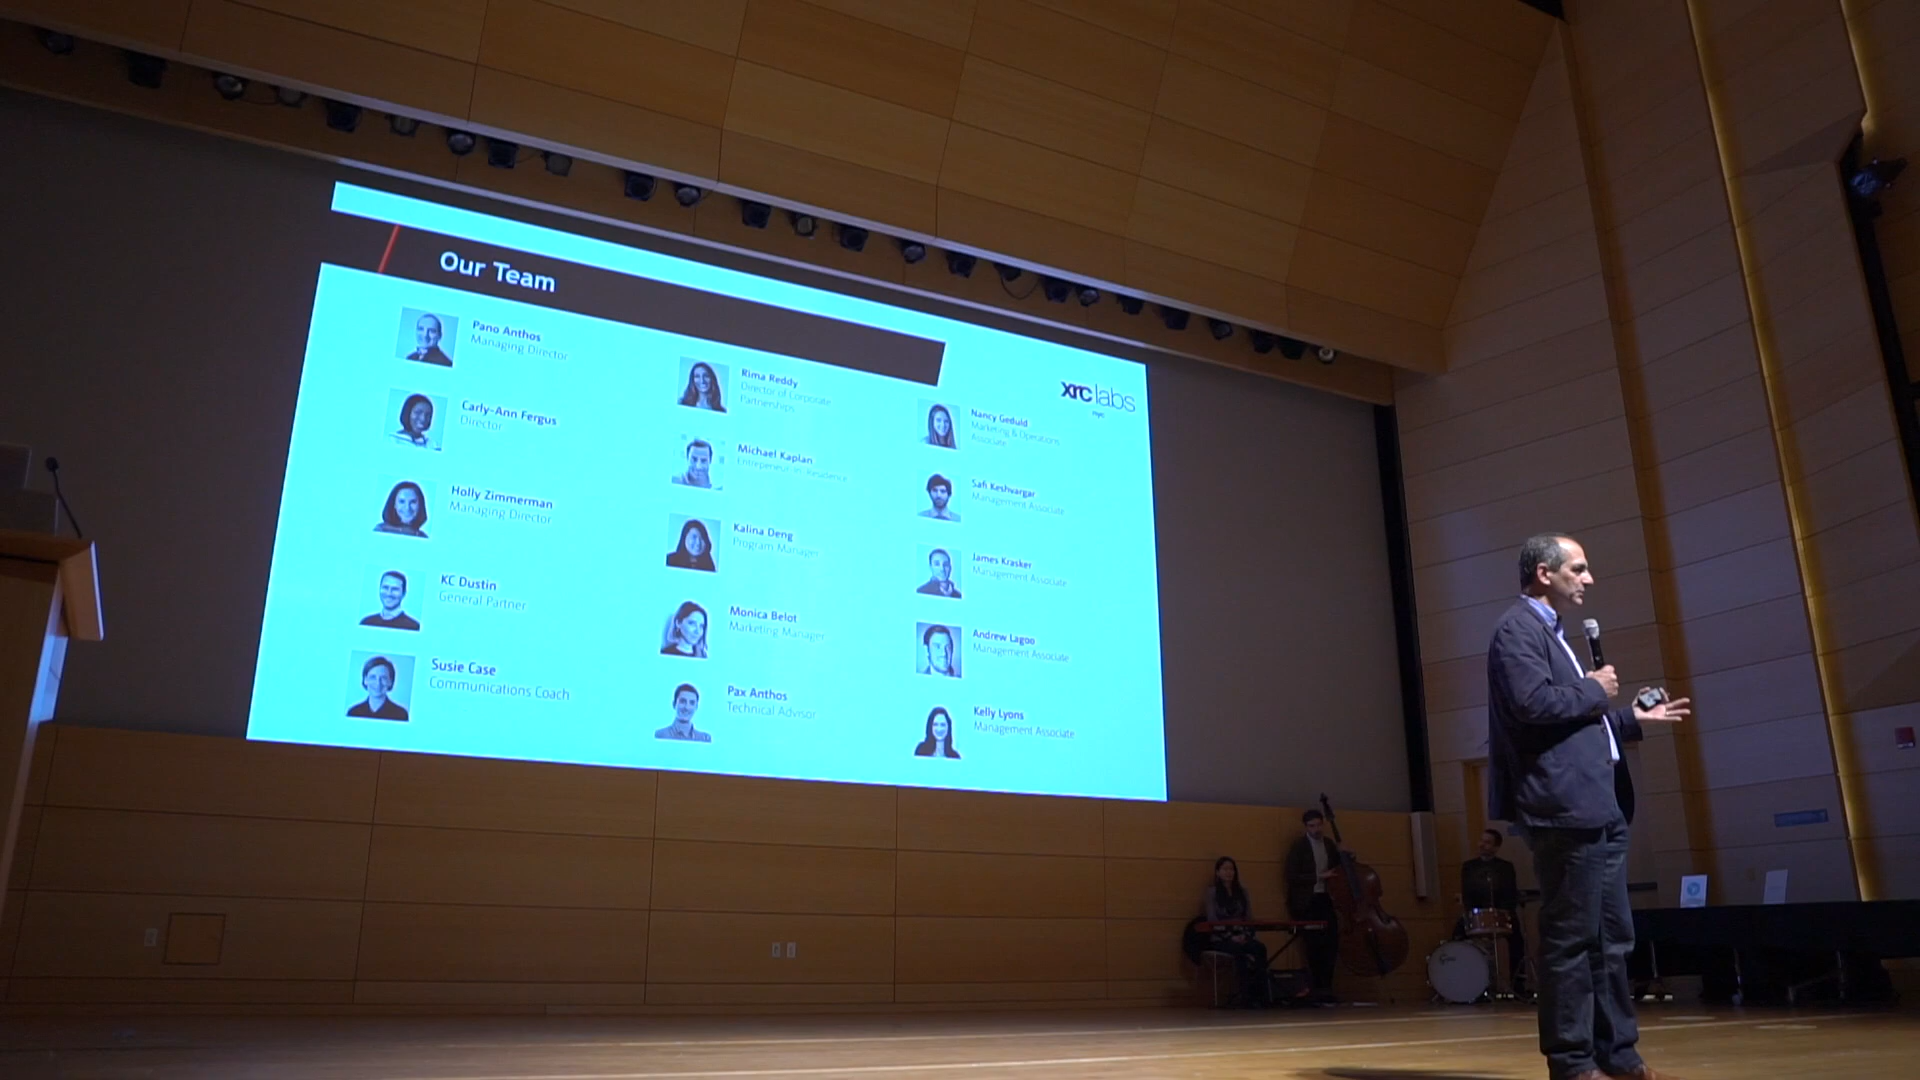 Our Team
xrc labs
nyc
Pano Anthos
Managing Director
Carly-Ann Fergus
Director
Holly Zimmerman
Managing Director
KC Dustin
General Partner
Susie Case
Communications Coach
Rima Reddy
Director of Corporate
Partnerships
Michael Kaplan
Entrepeneur-in-Residence
Kalina Deng
Program Manager
Monica Belot
Marketing Manager
Pax Anthos
Technical Advisor
Nancy Geduld
Marketing & Operations
Associate
Safi Keshvargar
Management Associate
James Krasker
Management Associate
Andrew Lagoo
Management Associate
Kelly Lyons
Management Associate